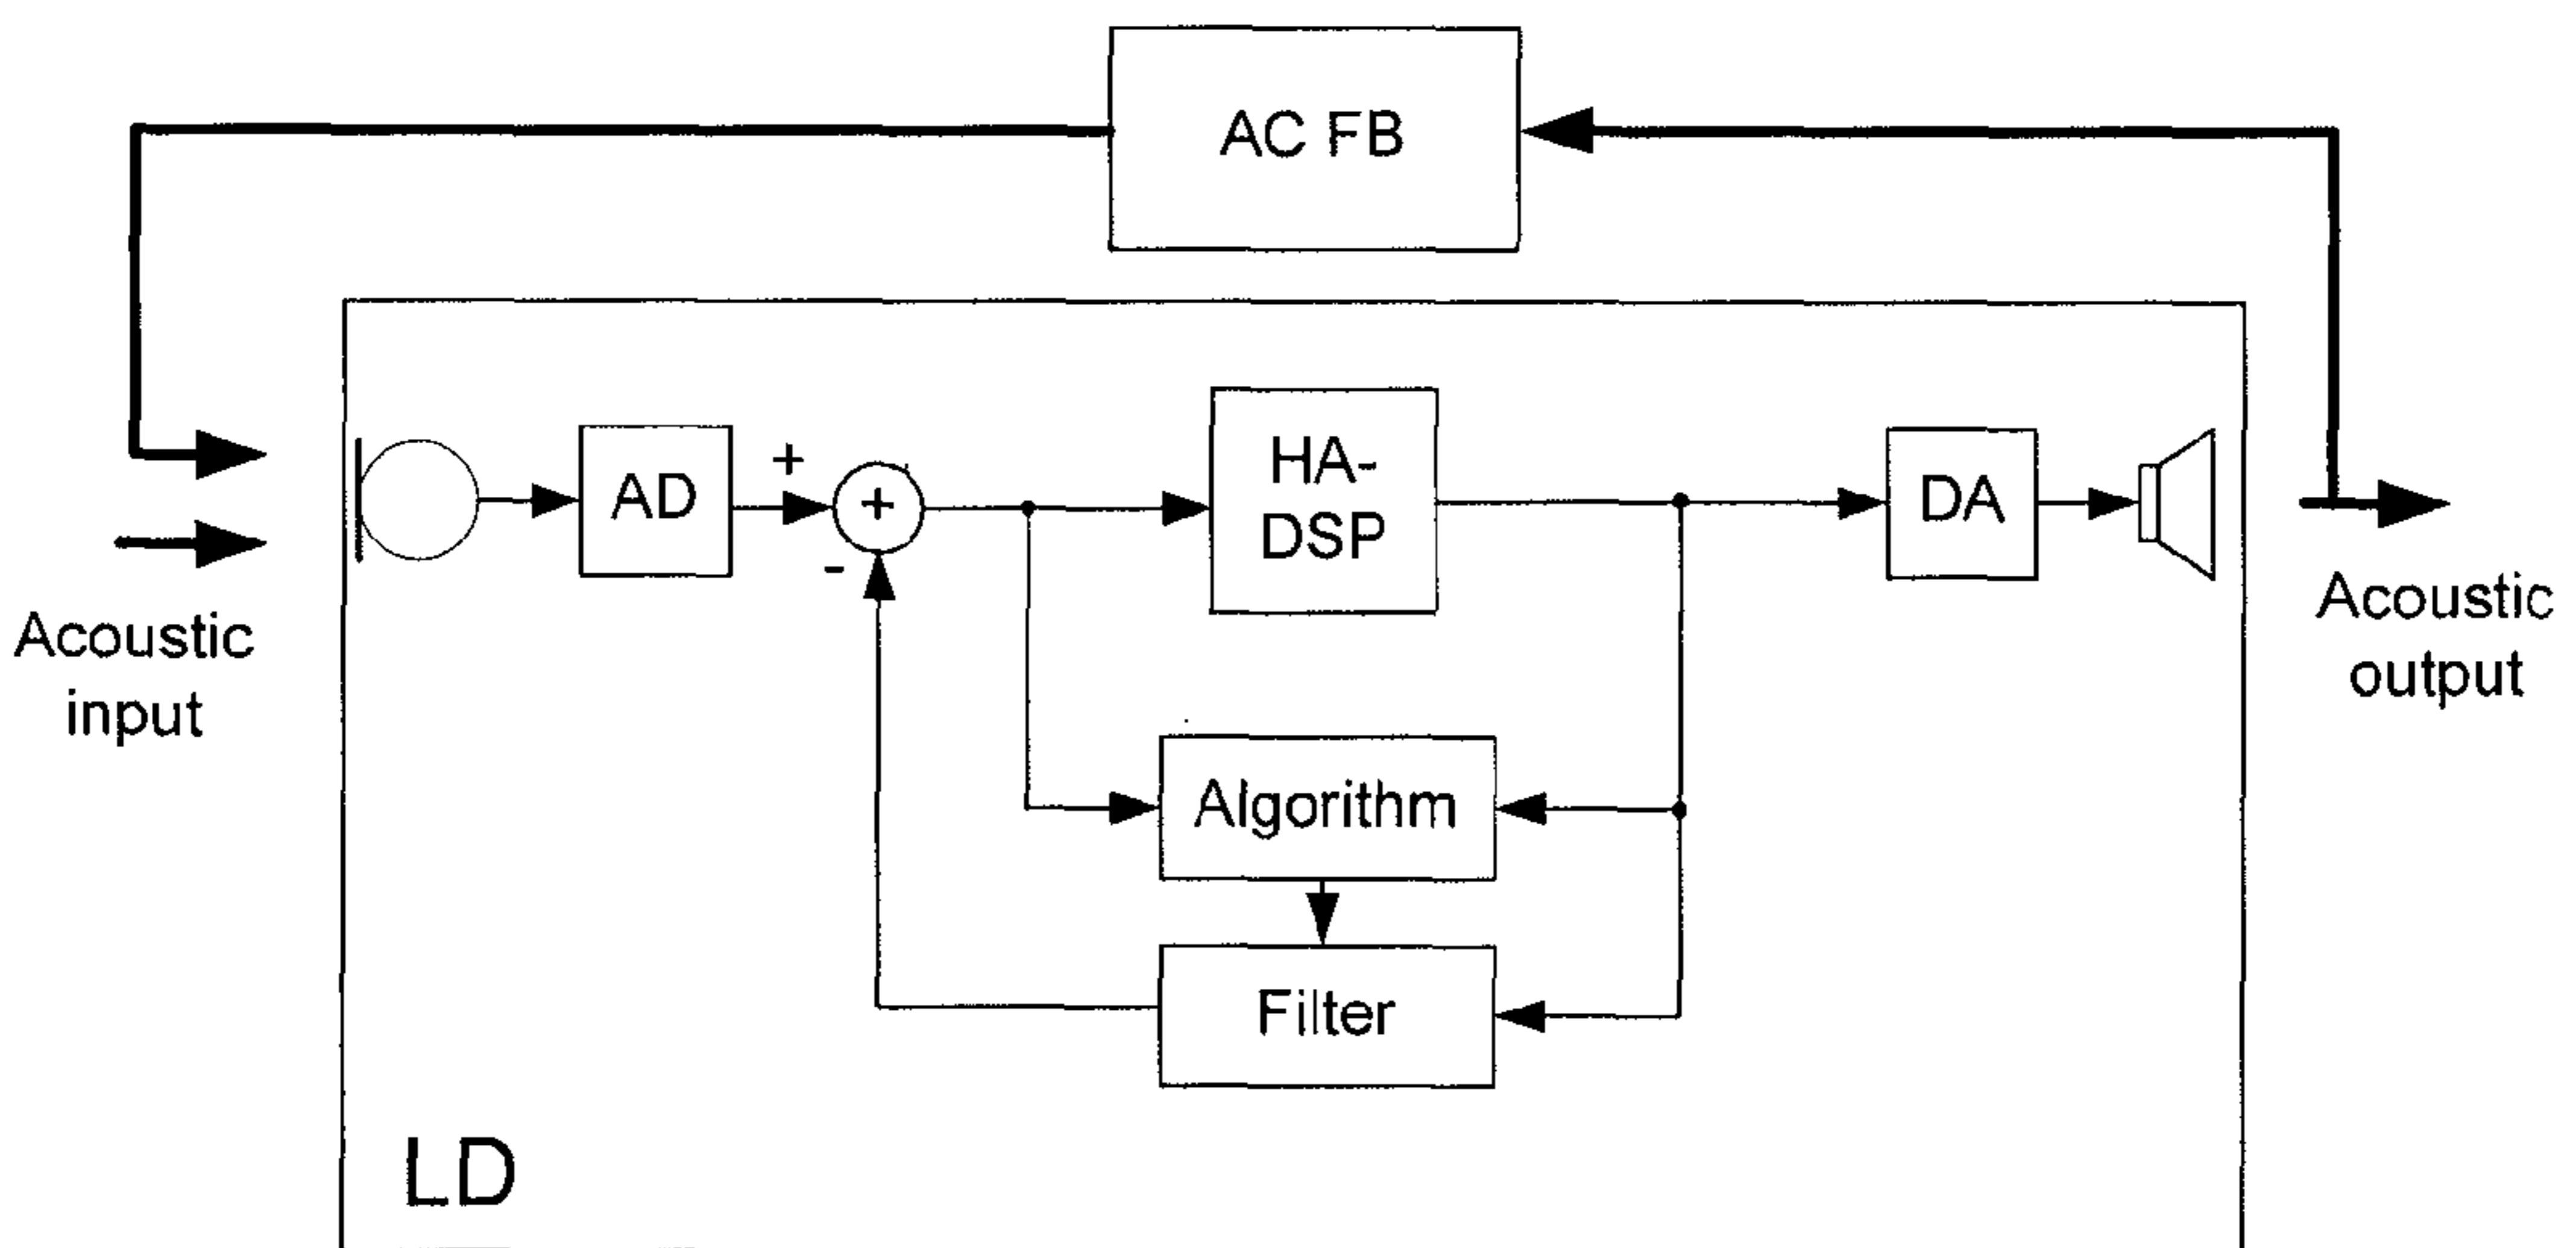 AC FB
+
AD
+
-
HA-
DSP
DA
Acoustic
input
Acoustic
output
Algorithm
Filter
LD